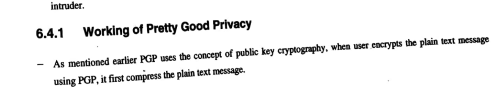 intruder.
6.4.1 Working of Pretty Good Privacy
– As mentioned earlier PGP uses the concept of public key cryptography, when user encrypts the plain text message
using PGP, it first compress the plain text message.